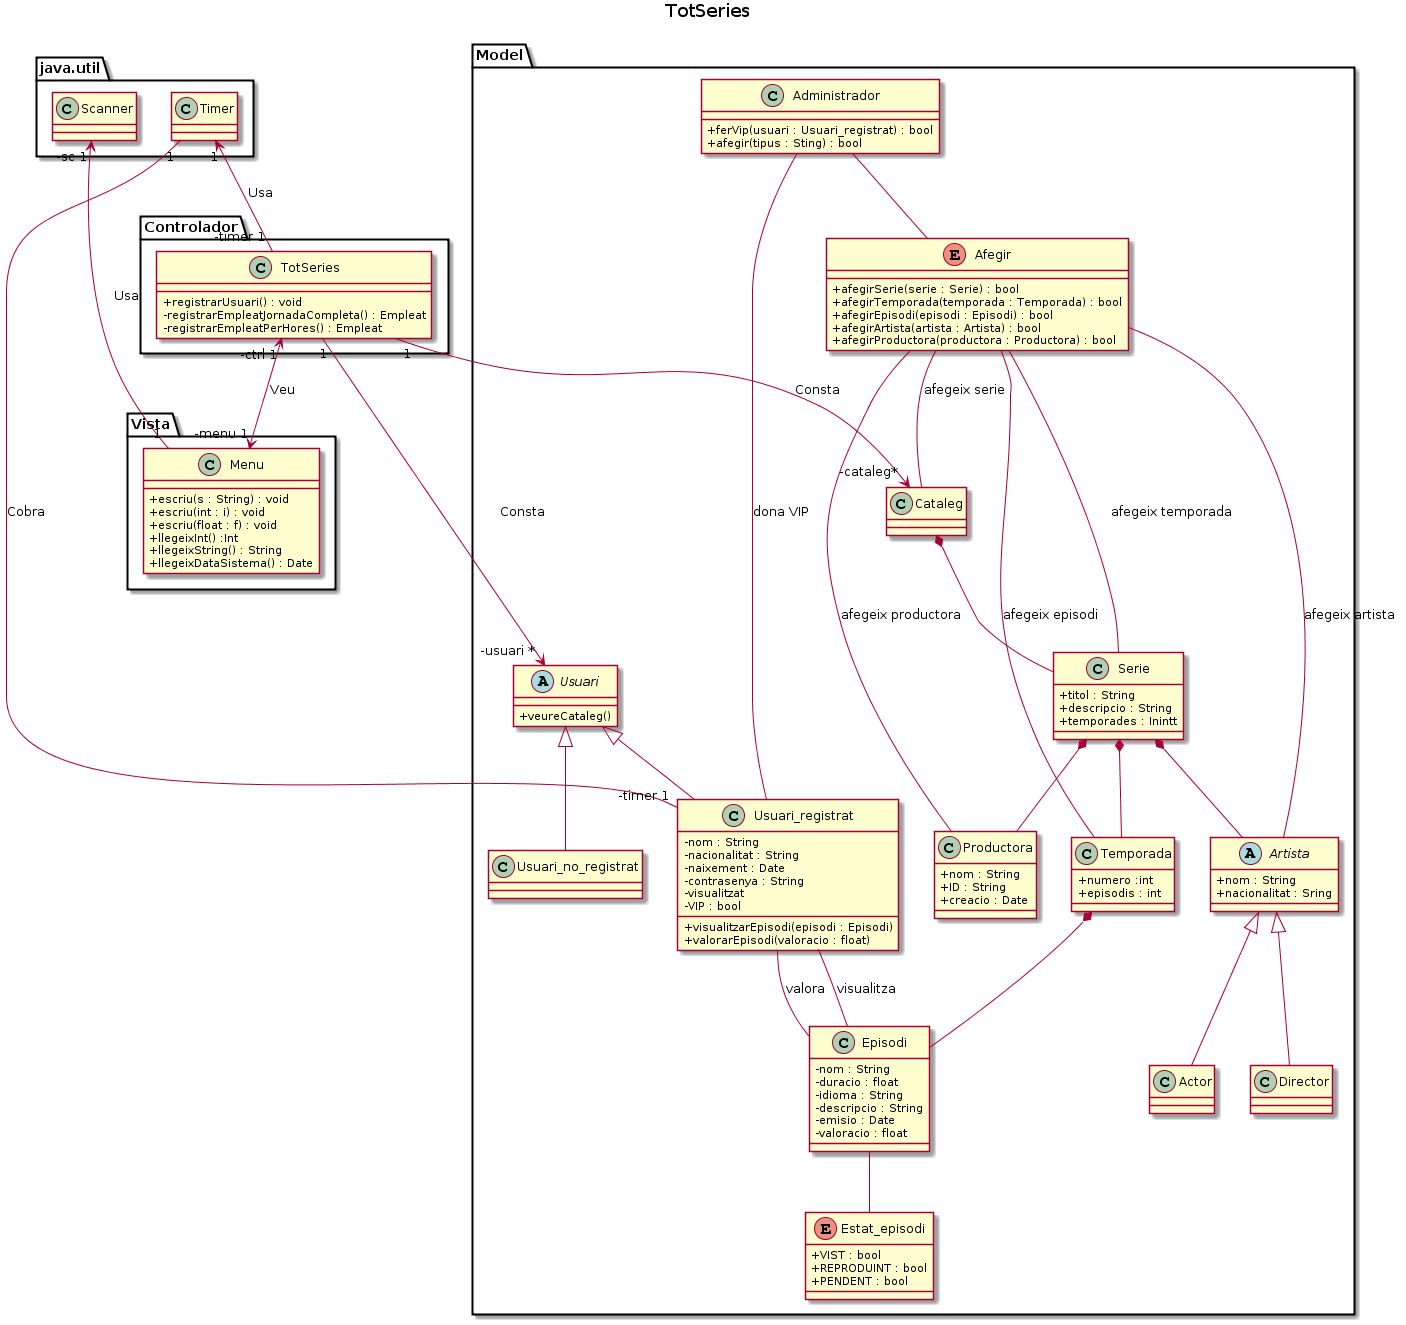 TotSeries
Model
java.util
C Scanner
C Timer
C Administrador
+ferVip(usuari : Usuari_registrat) : bool
+afegir(tipus : Sting) : bool
-sc 1
1
1
Usa
Controlador
-timer 1
C TotSeries
+registrarUsuari() : void
-registrarEmpleatJornadaCompleta() : Empleat
-registrarEmpleatPerHores() : Empleat
E Afegir
+afegirSerie(serie : Serie) : bool
+afegirTemporada(temporada : Temporada) : bool
+afegirEpisodi(episodi : Episodi) : bool
+afegirArtista(artista : Artista) : bool
+afegirProductora(productora : Productora) : bool
Usa
-ctrl 1
1
1
Veu
Consta
afegeix serie
Vista
-menu 1
1
C Menu
+escriu(s : String) : void
+escriu(int : i) : void
+escriu(float : f) : void
+llegeixInt() :Int
+llegeixString() : String
+llegeixDataSistema() : Date
-cataleg*
C Cataleg
Cobra
Consta
dona VIP
afegeix temporada
afegeix productora
afegeix episodi
afegeix artista
-usuari *
A Usuari
+veureCataleg()
C Serie
+titol : String
+descripcio : String
+temporades : Inintt
-timer 1
C Usuari_no_registrat
C Usuari_registrat
-nom : String
-nacionalitat : String
-naixement : Date
-contrasenya : String
-visualitzat
-VIP : bool
+visualitzarEpisodi(episodi : Episodi)
+valorarEpisodi(valoracio : float)
C Productora
+nom : String
+ID : String
+creacio : Date
C Temporada
+numero :int
+episodis : int
A Artista
+nom : String
+nacionalitat : Sring
valora
visualitza
C Episodi
-nom : String
-duracio : float
-idioma : String
-descripcio : String
-emisio : Date
-valoracio : float
C Actor
C Director
E Estat_episodi
+VIST : bool
+REPRODUINT : bool
+PENDENT : bool